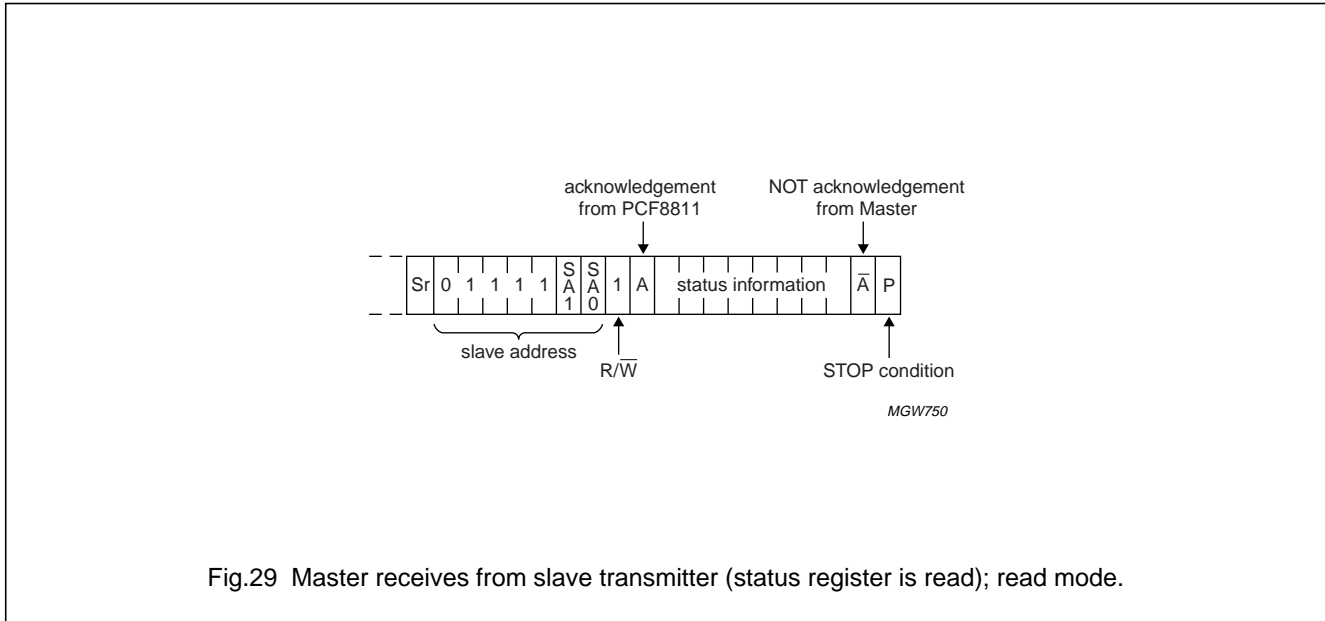 acknowledgement
from PCF8811
NOT acknowledgement
from Master
Sr 0 1 1 1 1 SA1 SA0 1 A status information A̅ P
slave address
R/W̅
STOP condition
MGW750
Fig.29 Master receives from slave transmitter (status register is read); read mode.